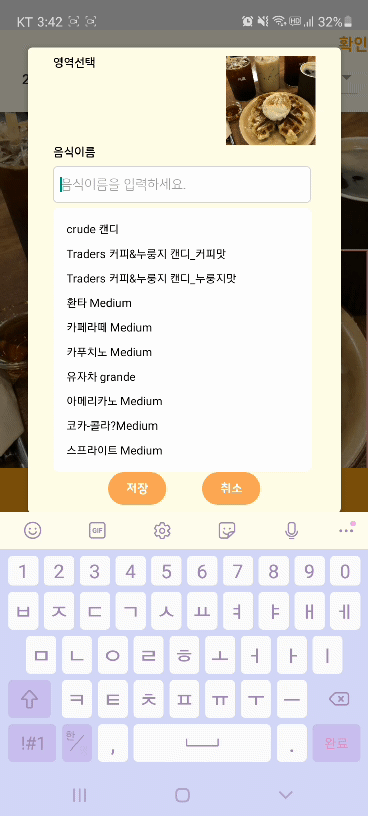 KT 3:42
32%
확인
2
영역선택
음식이름
음식이름을 입력하세요.
crude 캔디
Traders 커피&누룽지 캔디_커피맛
Traders 커피&누룽지 캔디_누룽지맛
환타 Medium
카페라떼 Medium
카푸치노 Medium
유자차 grande
아메리카노 Medium
코카-콜라?Medium
스프라이트 Medium
저장 취소
GIF
1 2 3 4 5 6 7 8 9 0
ㅂ ㅈ ㄷ ㄱ ㅅ ㅛ ㅕ ㅑ ㅐ ㅔ
ㅁ ㄴ ㅇ ㄹ ㅎ ㅗ ㅓ ㅏ ㅣ
ㅋ ㅌ ㅊ ㅍ ㅠ ㅜ ㅡ
!#1 한/ , . 완료